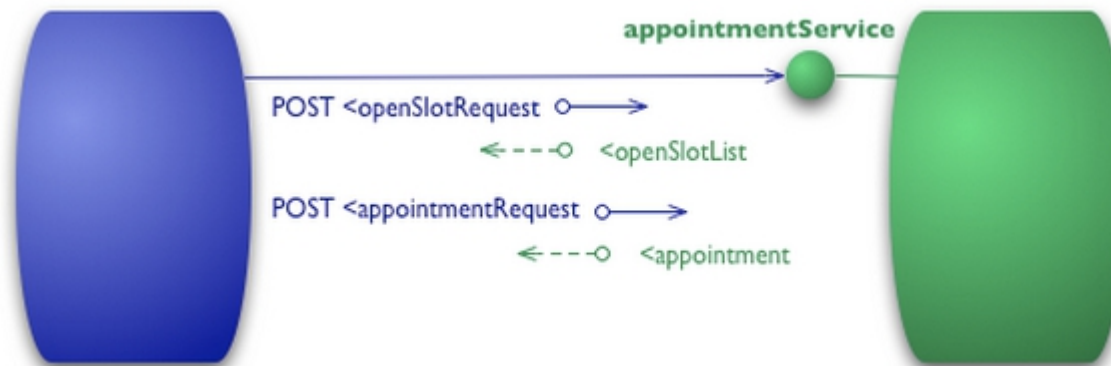 appointmentService
POST <openSlotRequest
<openSlotList
POST <appointmentRequest
<appointment